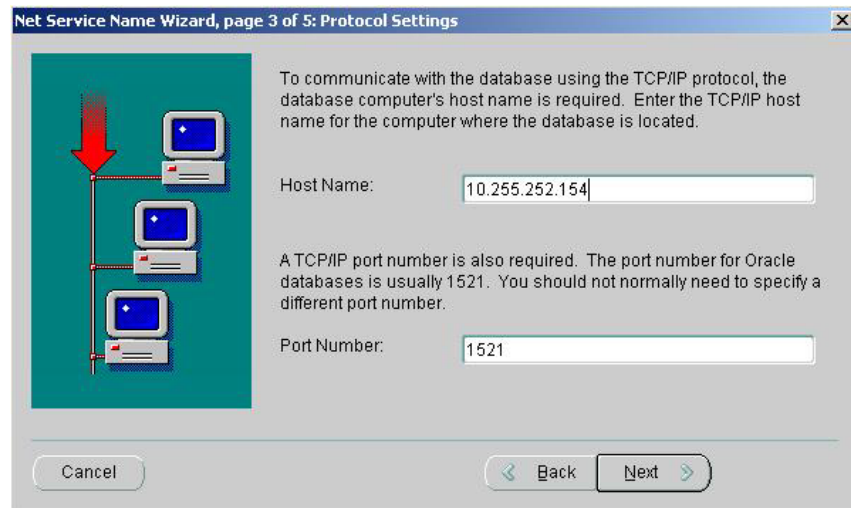 Net Service Name Wizard, page 3 of 5: Protocol Settings
To communicate with the database using the TCP/IP protocol, the
database computer's host name is required. Enter the TCP/IP host
name for the computer where the database is located.
Host Name:
10.255.252.154
A TCP/IP port number is also required. The port number for Oracle
databases is usually 1521. You should not normally need to specify a
different port number.
Port Number:
1521
Cancel
Back
Next